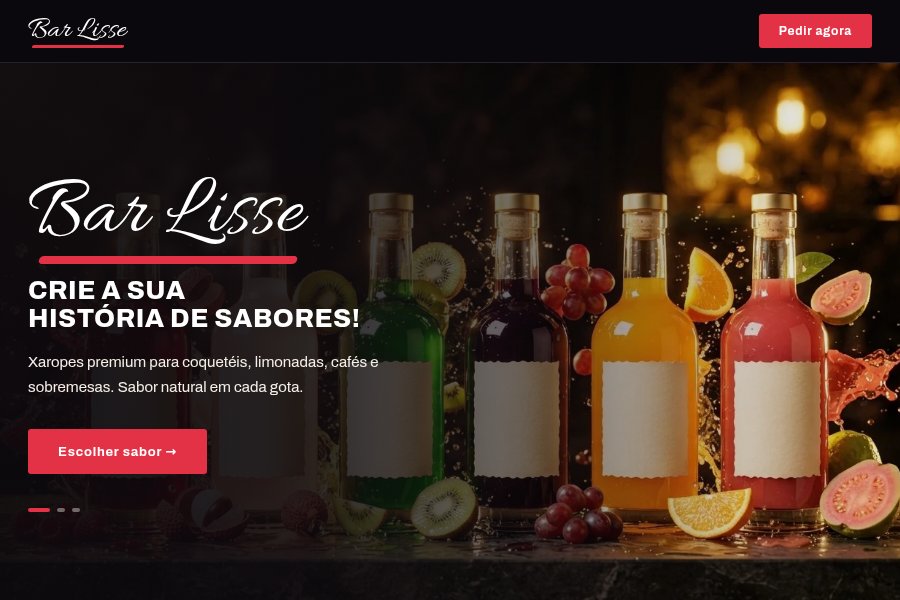 Bar Lisse
Pedir agora
Bar Lisse
CRIE A SUA
HISTÓRIA DE SABORES!
Xaropes premium para coquetéis, limonadas, cafés e
sobremesas. Sabor natural em cada gota.
Escolher sabor →